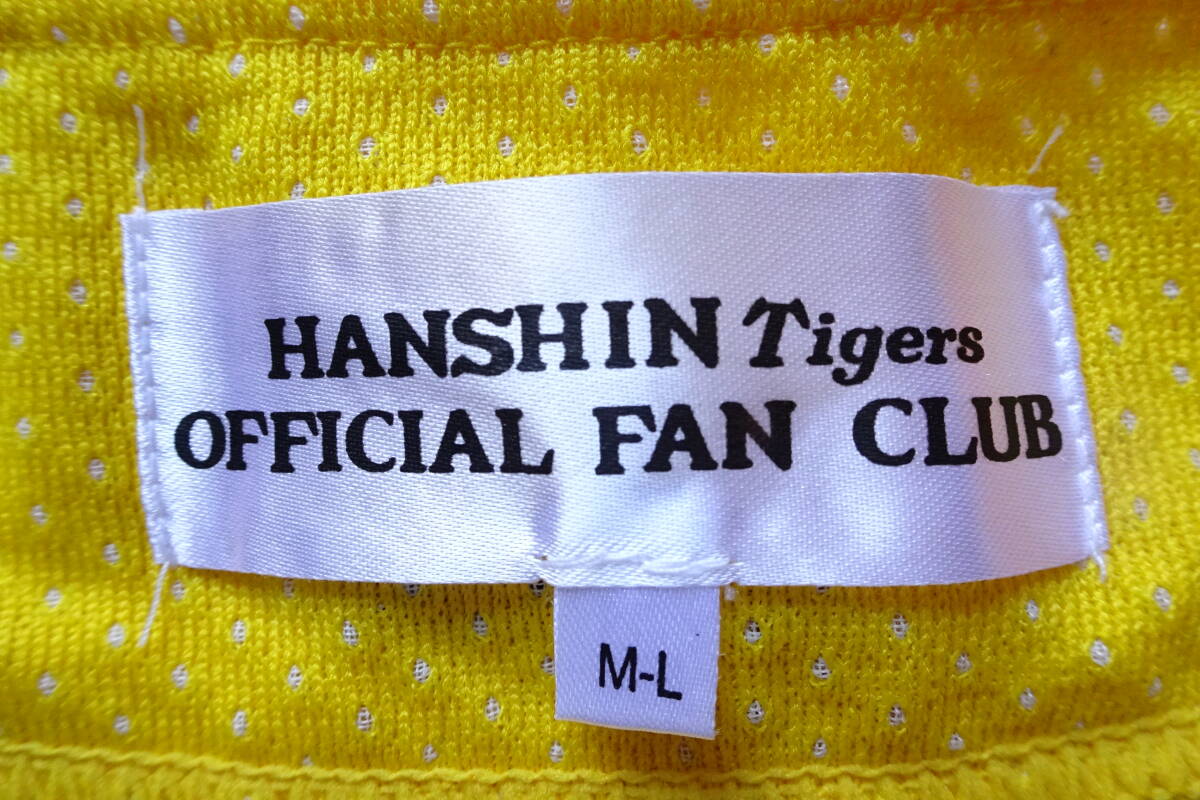 HANSHIN Tigers
OFFICIAL FAN CLUB
M-L